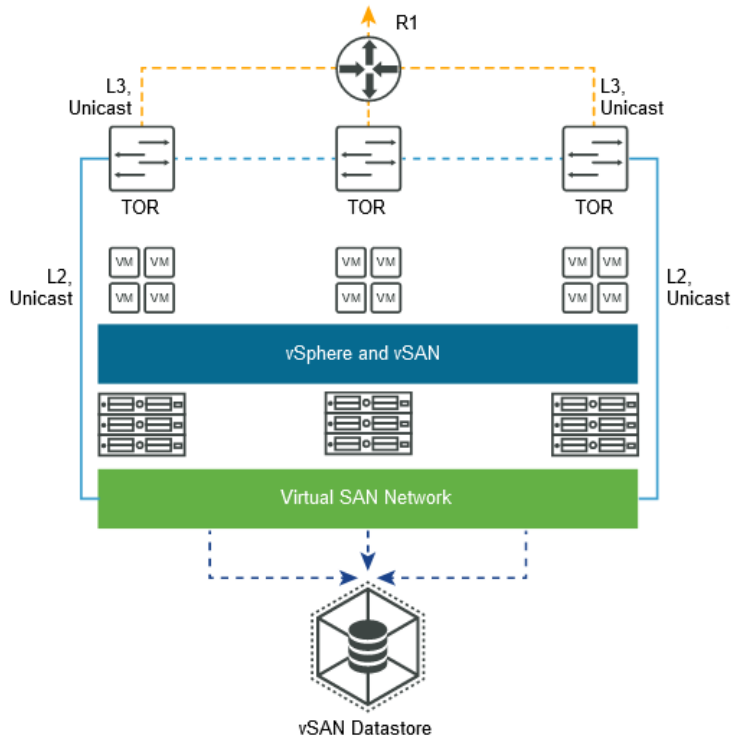 R1
L3,
Unicast
L3,
Unicast
TOR
TOR
TOR
VM VM
VM VM
VM VM
VM VM
VM VM
VM VM
L2,
Unicast
L2,
Unicast
vSphere and vSAN
Virtual SAN Network
vSAN Datastore